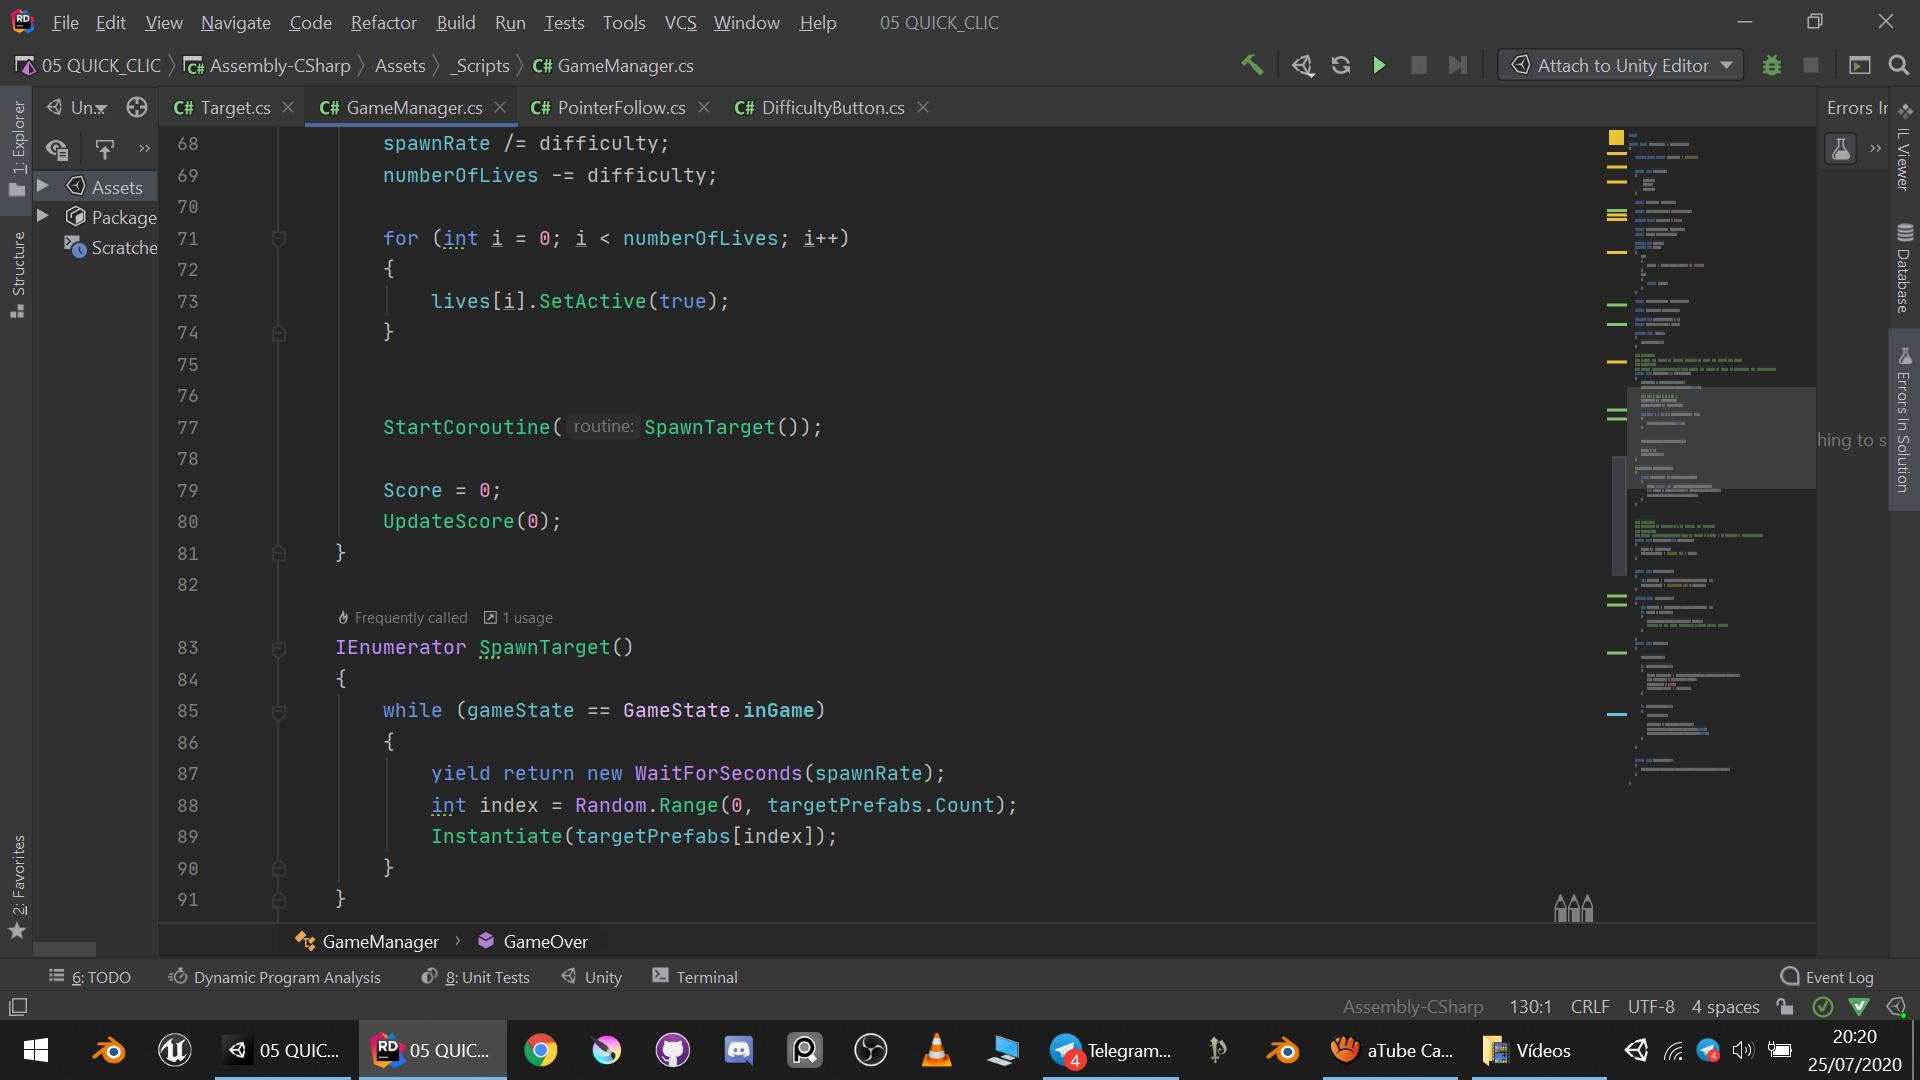 File Edit View Navigate Code Refactor Build Run Tests Tools VCS Window Help 05 QUICK_CLIC
05 QUICK_CLIC Assembly-CSharp Assets _Scripts C# GameManager.cs Attach to Unity Editor
1: Explorer
Structure
2: Favorites
Un...
Assets
Package
Scratche
C# Target.cs C# GameManager.cs C# PointerFollow.cs C# DifficultyButton.cs
68 spawnRate /= difficulty;
69 numberOfLives -= difficulty;
70
71 for (int i = 0; i < numberOfLives; i++)
72 {
73 lives[i].SetActive(true);
74 }
75
76
77 StartCoroutine( routine: SpawnTarget());
78
79 Score = 0;
80 UpdateScore(0);
81 }
82
Frequently called 1 usage
83 IEnumerator SpawnTarget()
84 {
85 while (gameState == GameState.inGame)
86 {
87 yield return new WaitForSeconds(spawnRate);
88 int index = Random.Range(0, targetPrefabs.Count);
89 Instantiate(targetPrefabs[index]);
90 }
91 }
GameManager GameOver
Errors In
hing to s
IL Viewer
Database
Errors In Solution
6: TODO Dynamic Program Analysis 8: Unit Tests Unity Terminal Event Log
Assembly-CSharp 130:1 CRLF UTF-8 4 spaces
05 QUIC... 05 QUIC... 4 Telegram... aTube Ca... Vídeos 4 20:20
25/07/2020